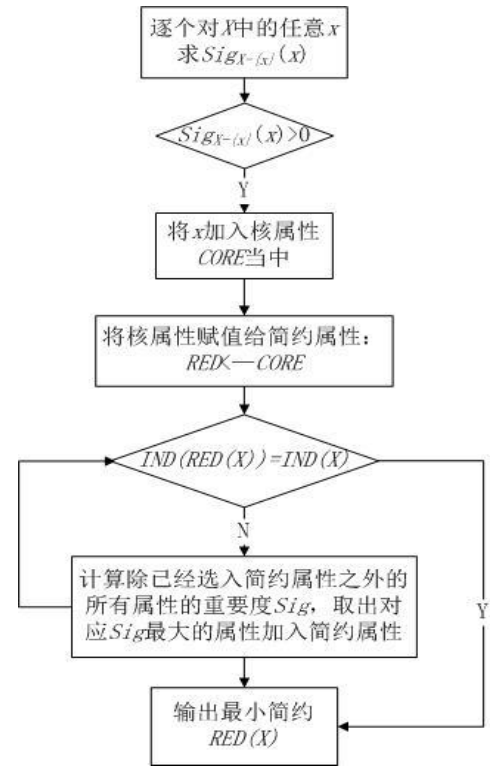 逐个对X中的任意x
求SigX-{x}(x)
SigX-{x}(x)>0
Y
将x加入核属性
CORE当中
将核属性赋值给简约属性：
RED<—CORE
IND(RED(X))=IND(X)
N
计算除已经选入简约属性之外的
所有属性的重要度Sig，取出对
应Sig最大的属性加入简约属性
Y
输出最小简约
RED(X)